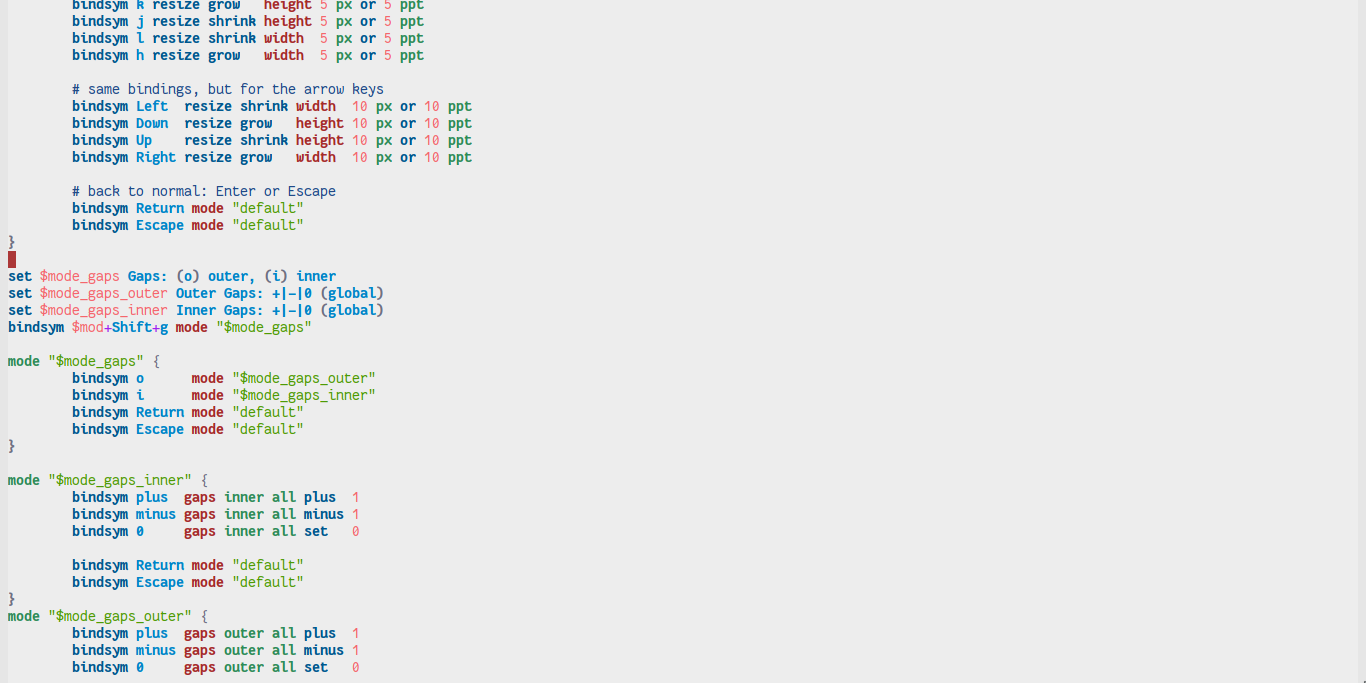 bindsym k resize grow   height 5 px or 5 ppt
bindsym j resize shrink height 5 px or 5 ppt
bindsym l resize shrink width  5 px or 5 ppt
bindsym h resize grow   width  5 px or 5 ppt
# same bindings, but for the arrow keys
bindsym Left  resize shrink width  10 px or 10 ppt
bindsym Down  resize grow   height 10 px or 10 ppt
bindsym Up    resize shrink height 10 px or 10 ppt
bindsym Right resize grow   width  10 px or 10 ppt
# back to normal: Enter or Escape
bindsym Return mode "default"
bindsym Escape mode "default"
}
set $mode_gaps Gaps: (o) outer, (i) inner
set $mode_gaps_outer Outer Gaps: +|-|0 (global)
set $mode_gaps_inner Inner Gaps: +|-|0 (global)
bindsym $mod+Shift+g mode "$mode_gaps"
mode "$mode_gaps" {
bindsym o      mode "$mode_gaps_outer"
bindsym i      mode "$mode_gaps_inner"
bindsym Return mode "default"
bindsym Escape mode "default"
}
mode "$mode_gaps_inner" {
bindsym plus  gaps inner all plus  1
bindsym minus gaps inner all minus 1
bindsym 0     gaps inner all set   0
bindsym Return mode "default"
bindsym Escape mode "default"
}
mode "$mode_gaps_outer" {
bindsym plus  gaps outer all plus  1
bindsym minus gaps outer all minus 1
bindsym 0     gaps outer all set   0